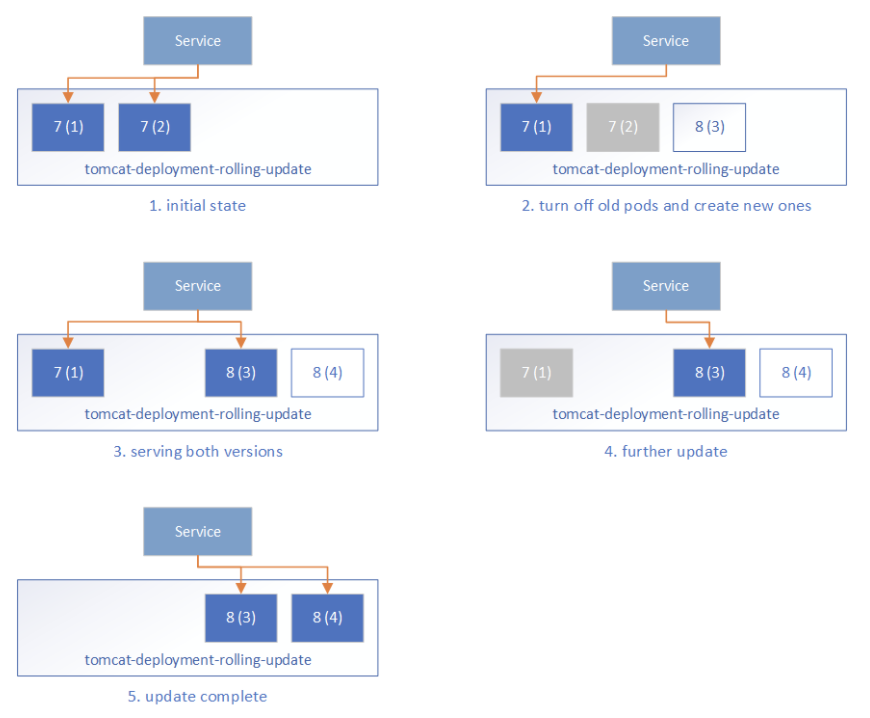 Service
7 (1)
7 (2)
tomcat-deployment-rolling-update
1. initial state
Service
7 (1)
7 (2)
8 (3)
tomcat-deployment-rolling-update
2. turn off old pods and create new ones
Service
7 (1)
8 (3)
8 (4)
tomcat-deployment-rolling-update
3. serving both versions
Service
7 (1)
8 (3)
8 (4)
tomcat-deployment-rolling-update
4. further update
Service
8 (3)
8 (4)
tomcat-deployment-rolling-update
5. update complete